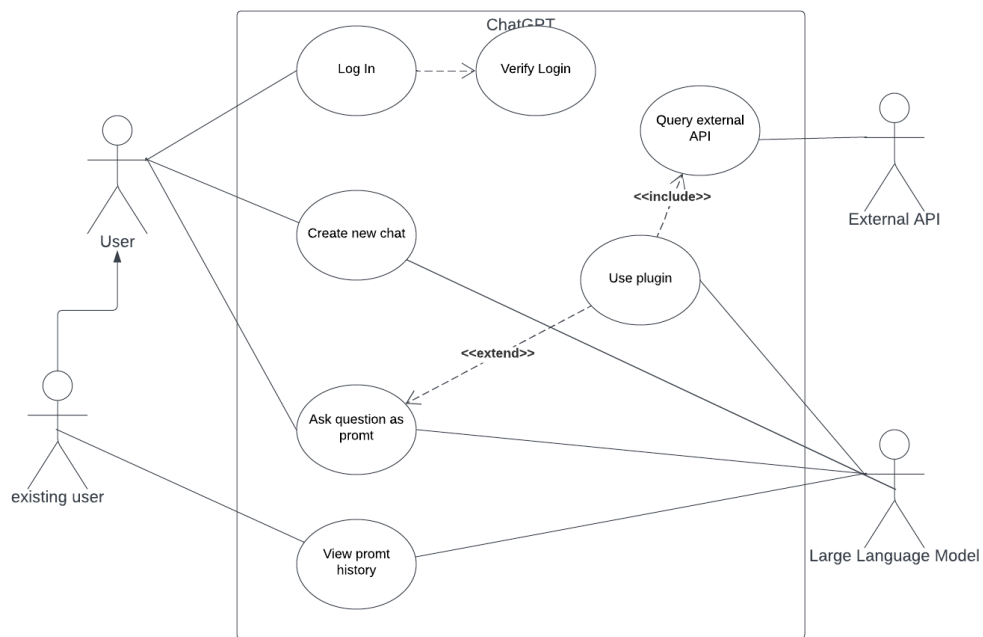 ChatGPT
Log In
Verify Login
Query external
API
<<include>>
External API
User
Create new chat
Use plugin
<<extend>>
Ask question as
promt
existing user
View promt
history
Large Language Model